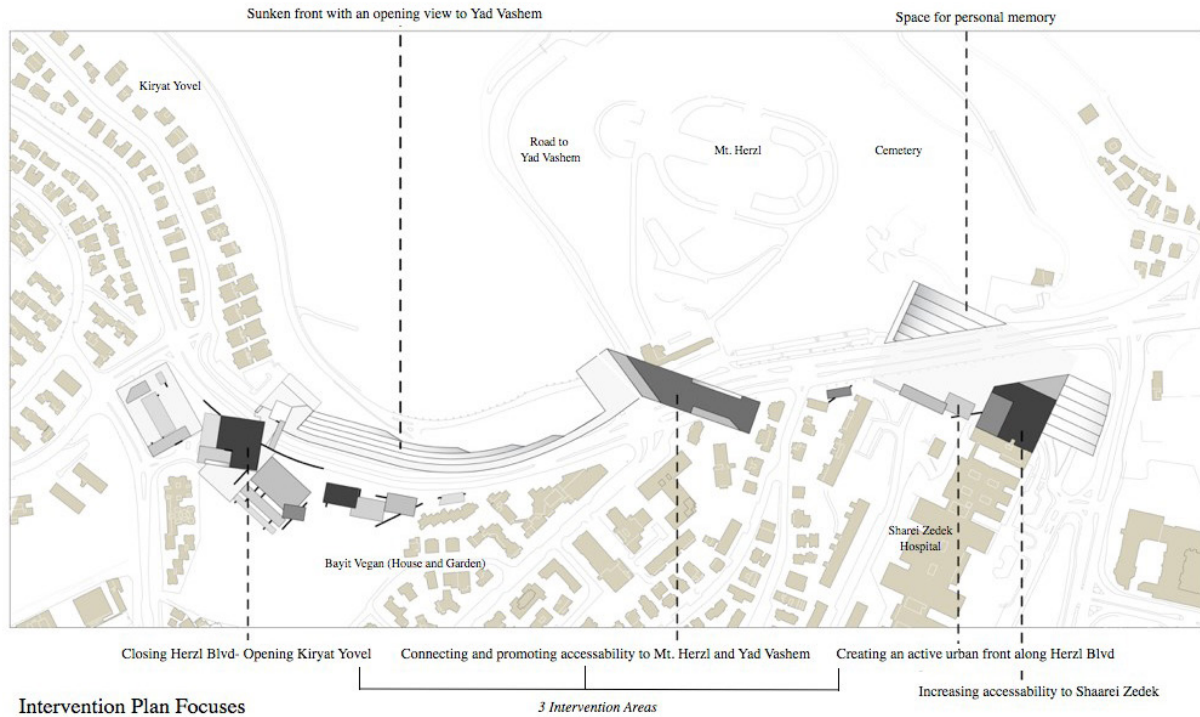 Sunken front with an opening view to Yad Vashem
Space for personal memory
Kiryat Yovel
Road to
Yad Vashem
Mt. Herzl
Cemetery
Sharei Zedek
Hospital
Bayit Vegan (House and Garden)
Closing Herzl Blvd- Opening Kiryat Yovel
Connecting and promoting accessability to Mt. Herzl and Yad Vashem
Creating an active urban front along Herzl Blvd
Increasing accessability to Shaarei Zedek
Intervention Plan Focuses
3 Intervention Areas